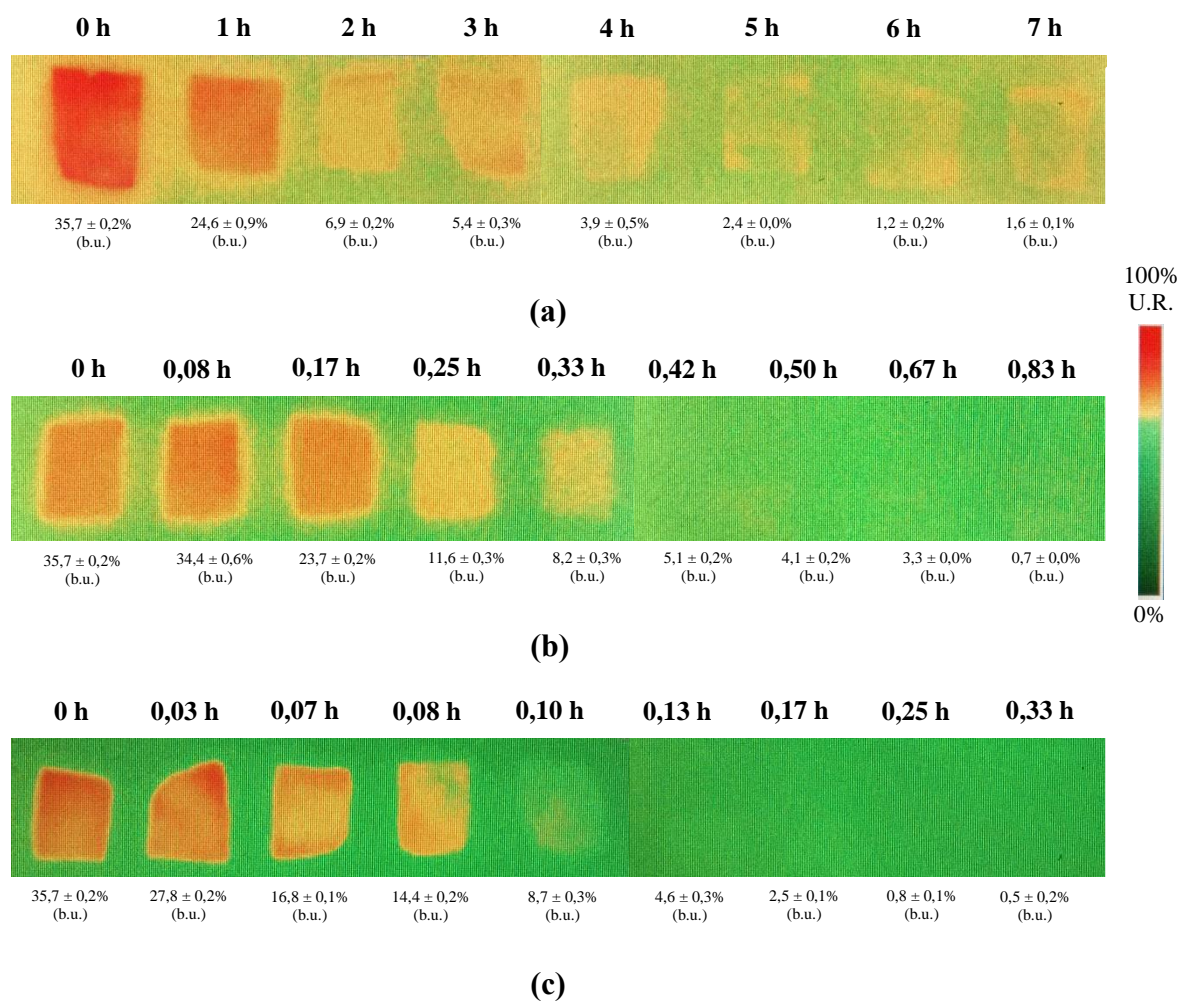 0 h 1 h 2 h 3 h 4 h 5 h 6 h 7 h
35,7 ± 0,2% 24,6 ± 0,9% 6,9 ± 0,2% 5,4 ± 0,3% 3,9 ± 0,5% 2,4 ± 0,0% 1,2 ± 0,2% 1,6 ± 0,1%
(b.u.) (b.u.) (b.u.) (b.u.) (b.u.) (b.u.) (b.u.) (b.u.)
(a)
100%
U.R.
0 h 0,08 h 0,17 h 0,25 h 0,33 h 0,42 h 0,50 h 0,67 h 0,83 h
35,7 ± 0,2% 34,4 ± 0,6% 23,7 ± 0,2% 11,6 ± 0,3% 8,2 ± 0,3% 5,1 ± 0,2% 4,1 ± 0,2% 3,3 ± 0,0% 0,7 ± 0,0%
(b.u.) (b.u.) (b.u.) (b.u.) (b.u.) (b.u.) (b.u.) (b.u.) (b.u.)
0%
(b)
0 h 0,03 h 0,07 h 0,08 h 0,10 h 0,13 h 0,17 h 0,25 h 0,33 h
35,7 ± 0,2% 27,8 ± 0,2% 16,8 ± 0,1% 14,4 ± 0,2% 8,7 ± 0,3% 4,6 ± 0,3% 2,5 ± 0,1% 0,8 ± 0,1% 0,5 ± 0,2%
(b.u.) (b.u.) (b.u.) (b.u.) (b.u.) (b.u.) (b.u.) (b.u.) (b.u.)
(c)